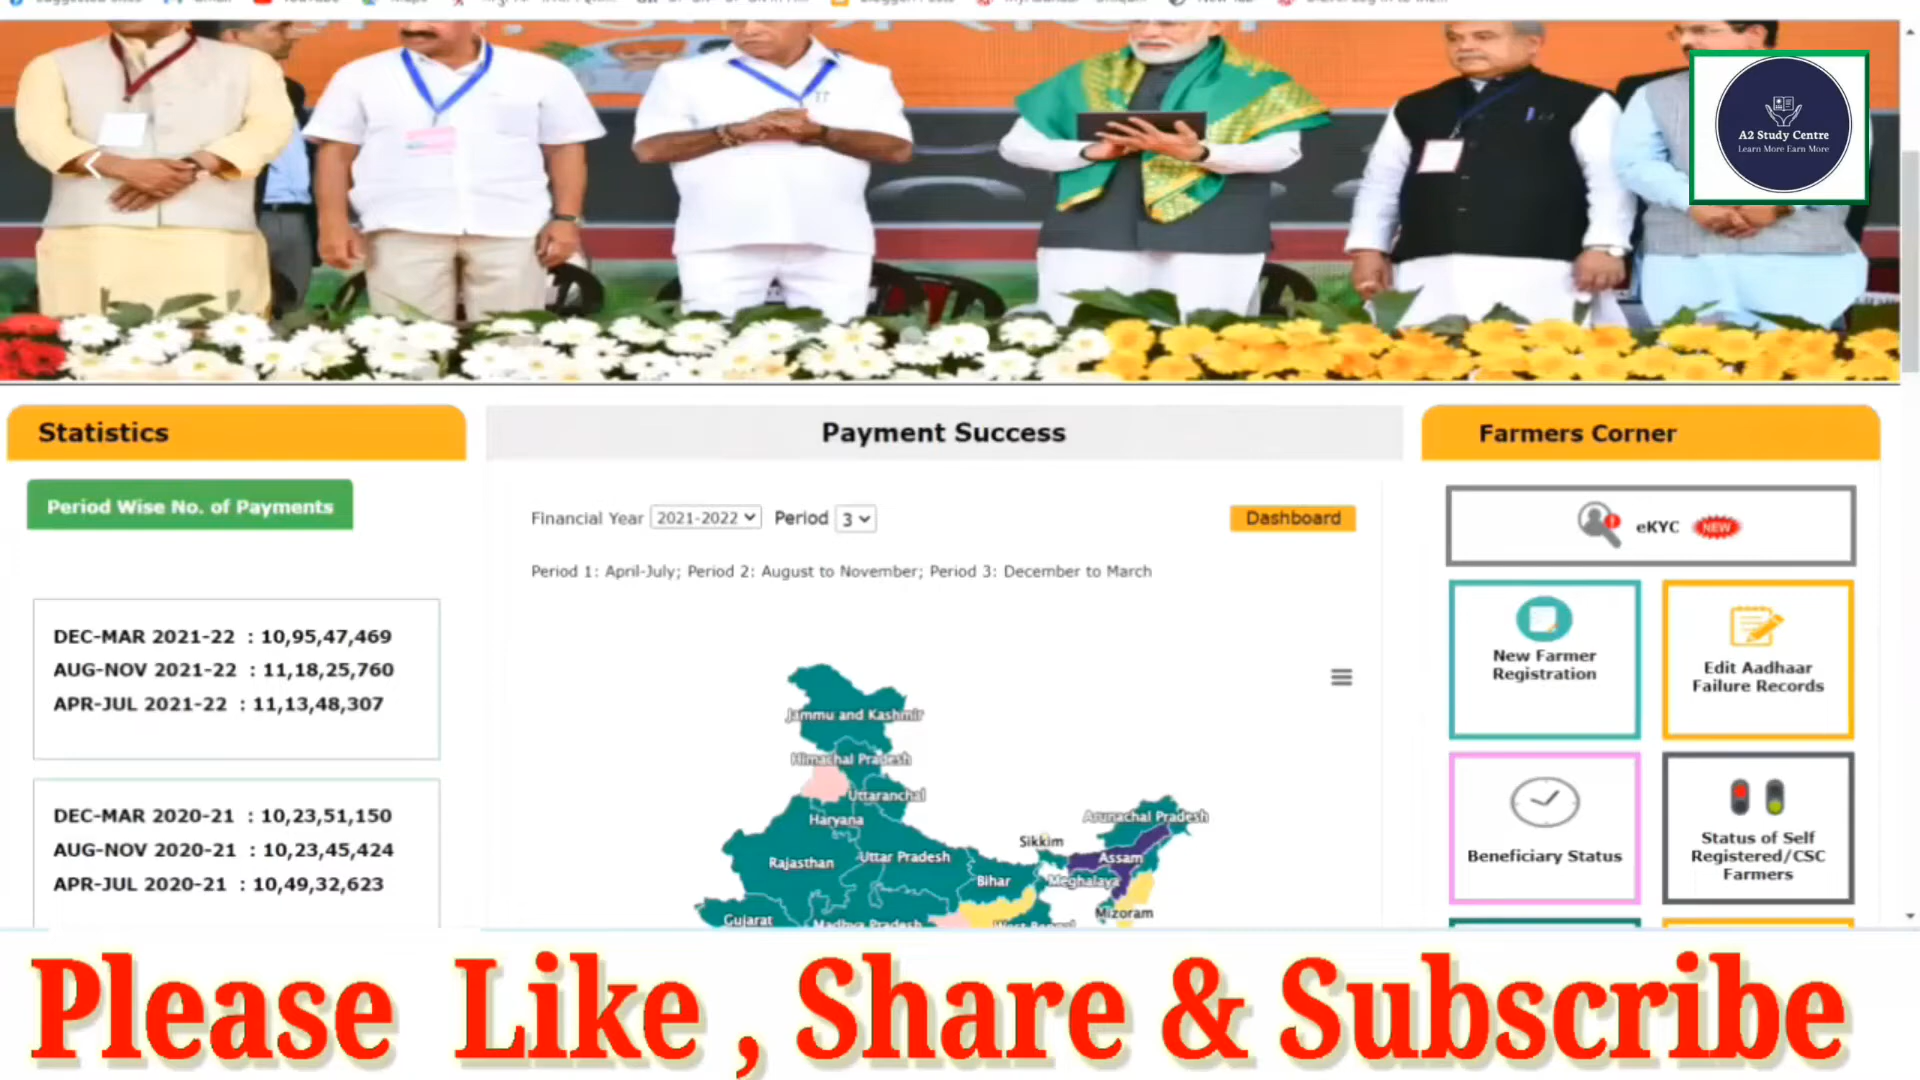 A2 Study Centre
Learn More Earn More
Statistics
Period Wise No. of Payments
DEC-MAR 2021-22 : 10,95,47,469
AUG-NOV 2021-22 : 11,18,25,760
APR-JUL 2021-22 : 11,13,48,307
DEC-MAR 2020-21 : 10,23,51,150
AUG-NOV 2020-21 : 10,23,45,424
APR-JUL 2020-21 : 10,49,32,623
Payment Success
Financial Year 2021-2022 Period 3
Dashboard
Period 1: April-July; Period 2: August to November; Period 3: December to March
Jammu and Kashmir
Himachal Pradesh
Uttaranchal
Haryana
Arunachal Pradesh
Sikkim
Rajasthan
Uttar Pradesh
Assam
Bihar
Meghalaya
Mizoram
Gujarat
Madhya Pradesh
West Bengal
Farmers Corner
eKYC NEW
New Farmer
Registration
Edit Aadhaar
Failure Records
Beneficiary Status
Status of Self
Registered/CSC
Farmers
Please Like , Share & Subscribe